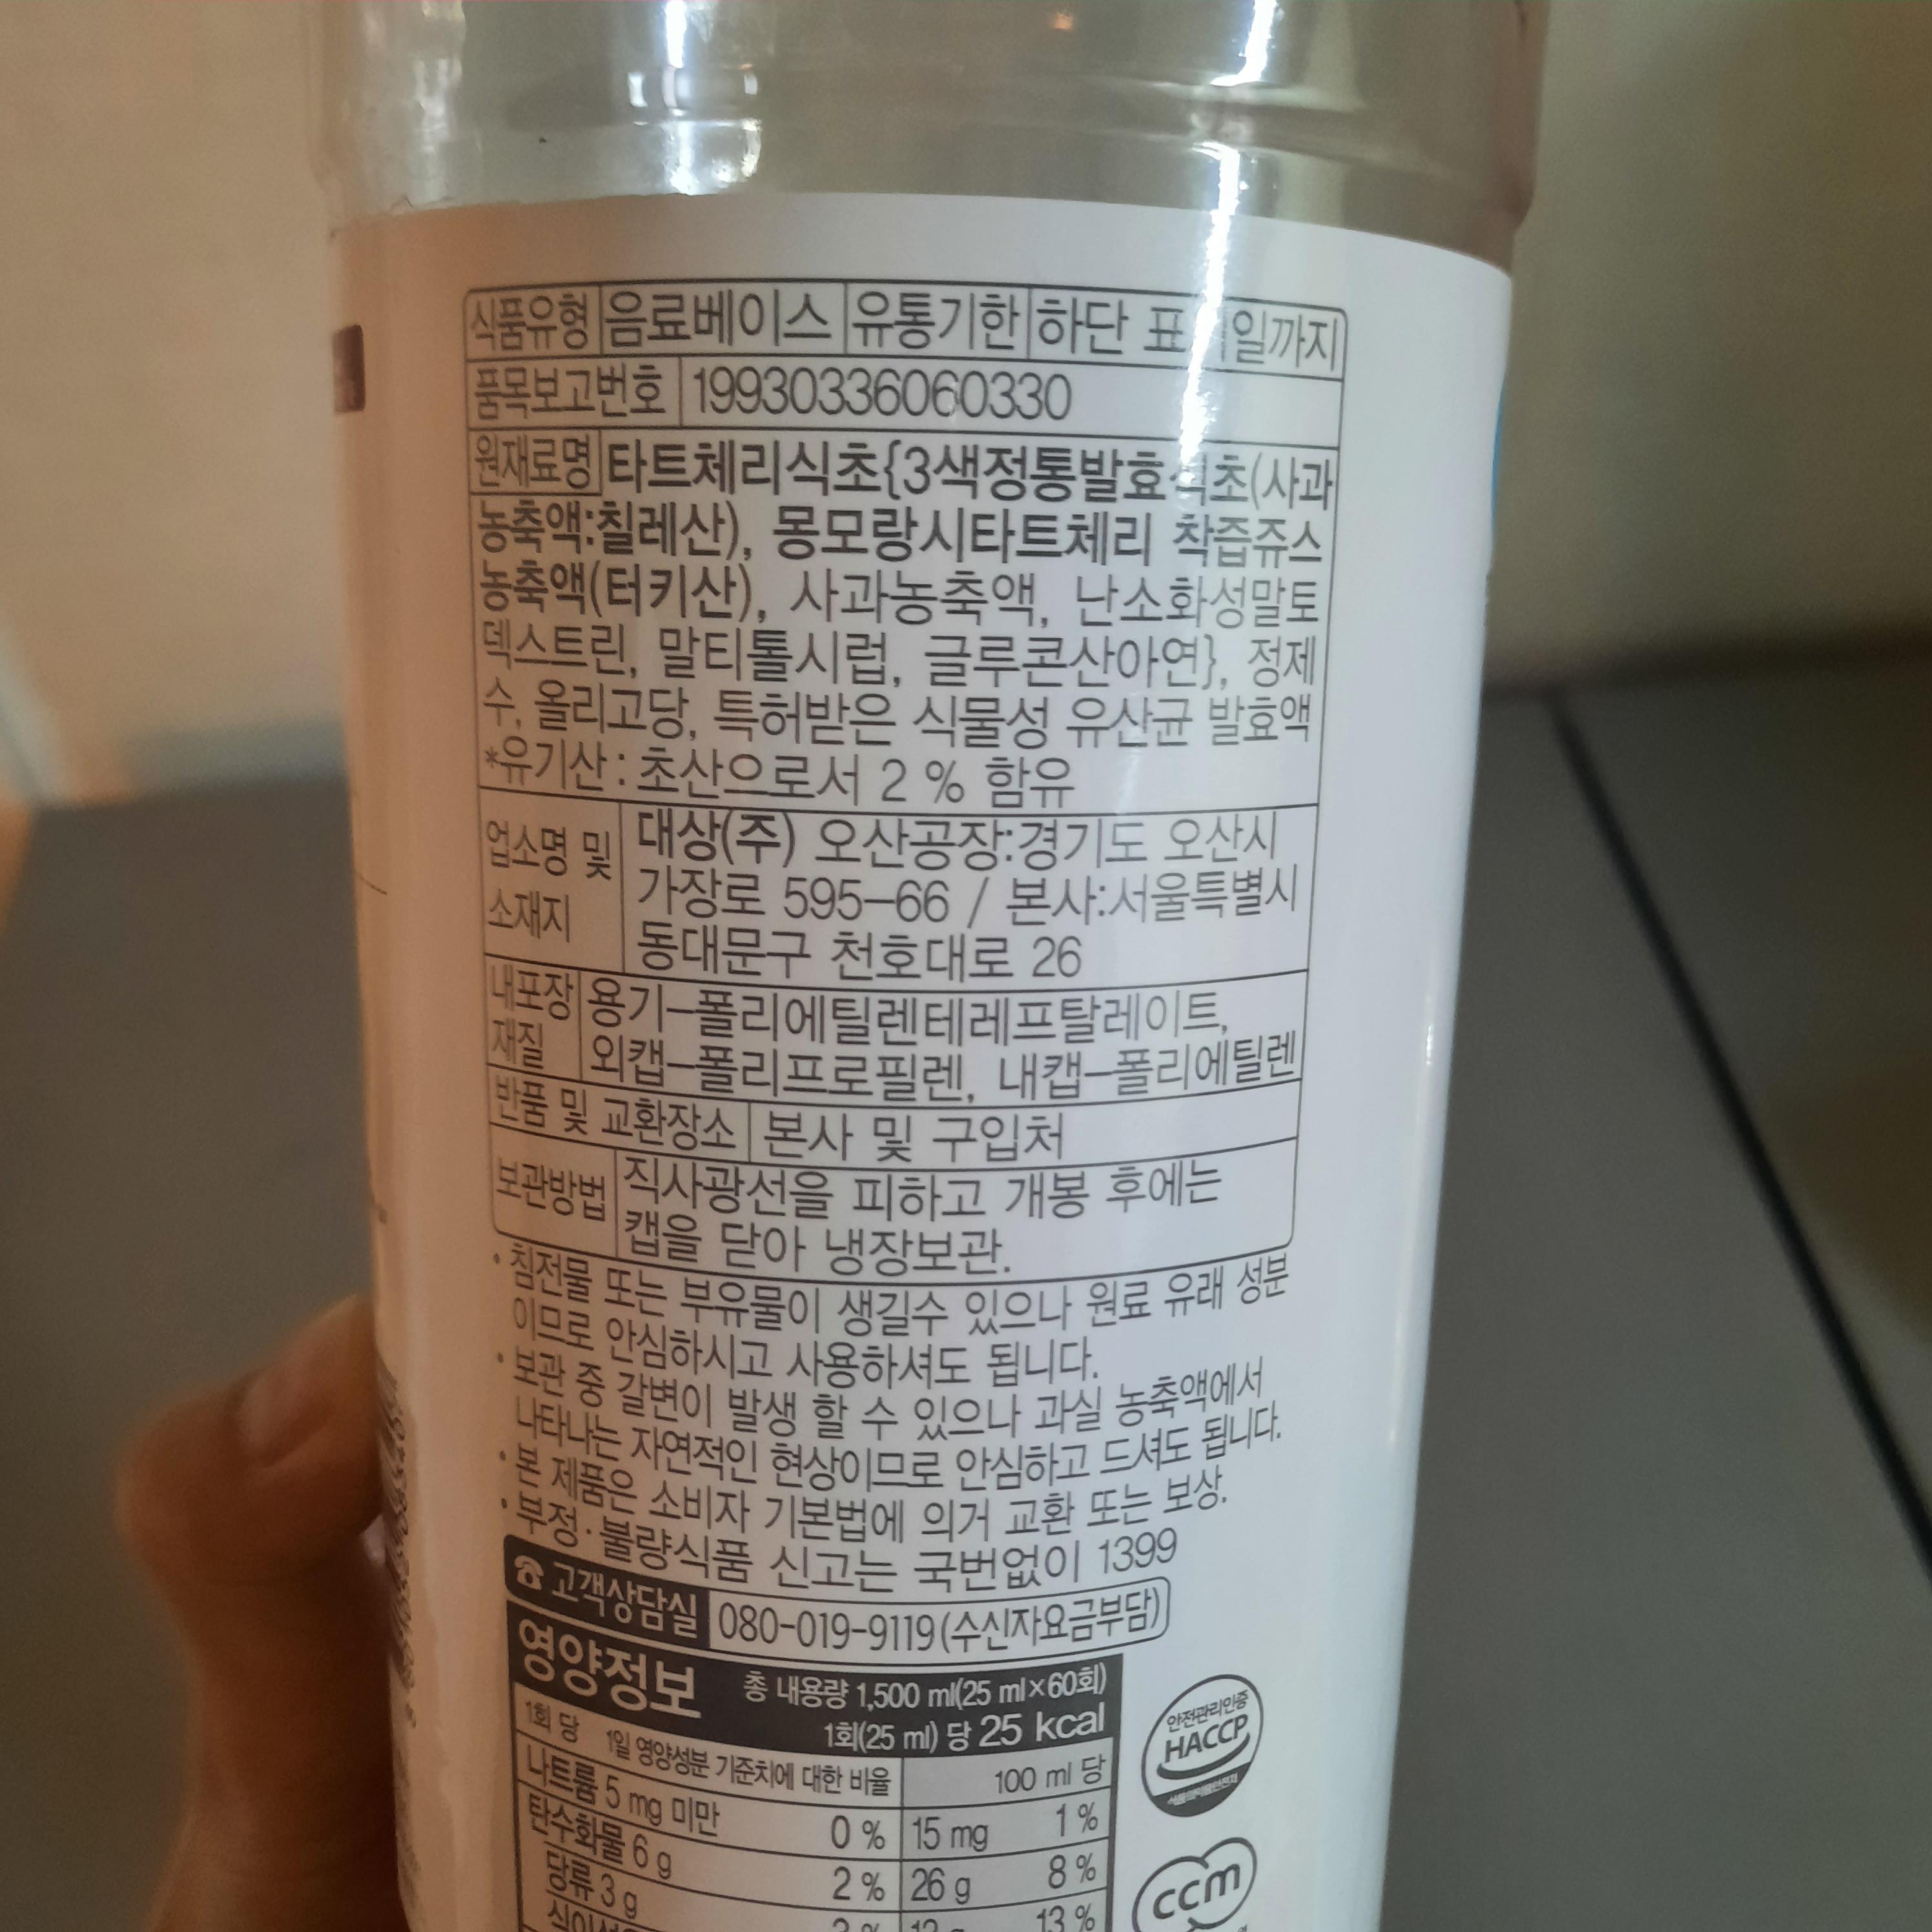 식품유형 음료베이스 유통기한 하단 표 일까지
품목보고번호 19930336060330
원재료명 타트체리식초{3색정통발효식초(사과
농축액:칠레산), 몽모랑시타트체리 착즙쥬스
농축액(터키산), 사과농축액, 난소화성말토
덱스트린, 말티톨시럽, 글루콘산아연}, 정제
수, 올리고당, 특허받은 식물성 유산균 발효액
*유기산 : 초산으로서 2 % 함유
업소명 및 소재지
대상(주) 오산공장:경기도 오산시
가장로 595-66 / 본사:서울특별시
동대문구 천호대로 26
내포장 재질
용기-폴리에틸렌테레프탈레이트,
외캡-폴리프로필렌, 내캡-폴리에틸렌
반품 및 교환장소 본사 및 구입처
보관방법 직사광선을 피하고 개봉 후에는
캡을 닫아 냉장보관.
• 침전물 또는 부유물이 생길수 있으나 원료 유래 성분
이므로 안심하시고 사용하셔도 됩니다.
• 보관 중 갈변이 발생 할 수 있으나 과실 농축액에서
나타나는 자연적인 현상이므로 안심하고 드셔도 됩니다.
• 본 제품은 소비자 기본법에 의거 교환 또는 보상.
• 부정·불량식품 신고는 국번없이 1399
☎ 고객상담실 080-019-9119(수신자요금부담)
영양정보 총 내용량 1,500 ml(25 ml×60회)
1회(25 ml) 당 25 kcal
1회 당 1일 영양성분 기준치에 대한 비율 100 ml 당
나트륨 5 mg 미만 0 % 15 mg 1 %
탄수화물 6 g 2 % 26 g 8 %
당류 3 g 13 %
안전관리인증
HACCP
ccm